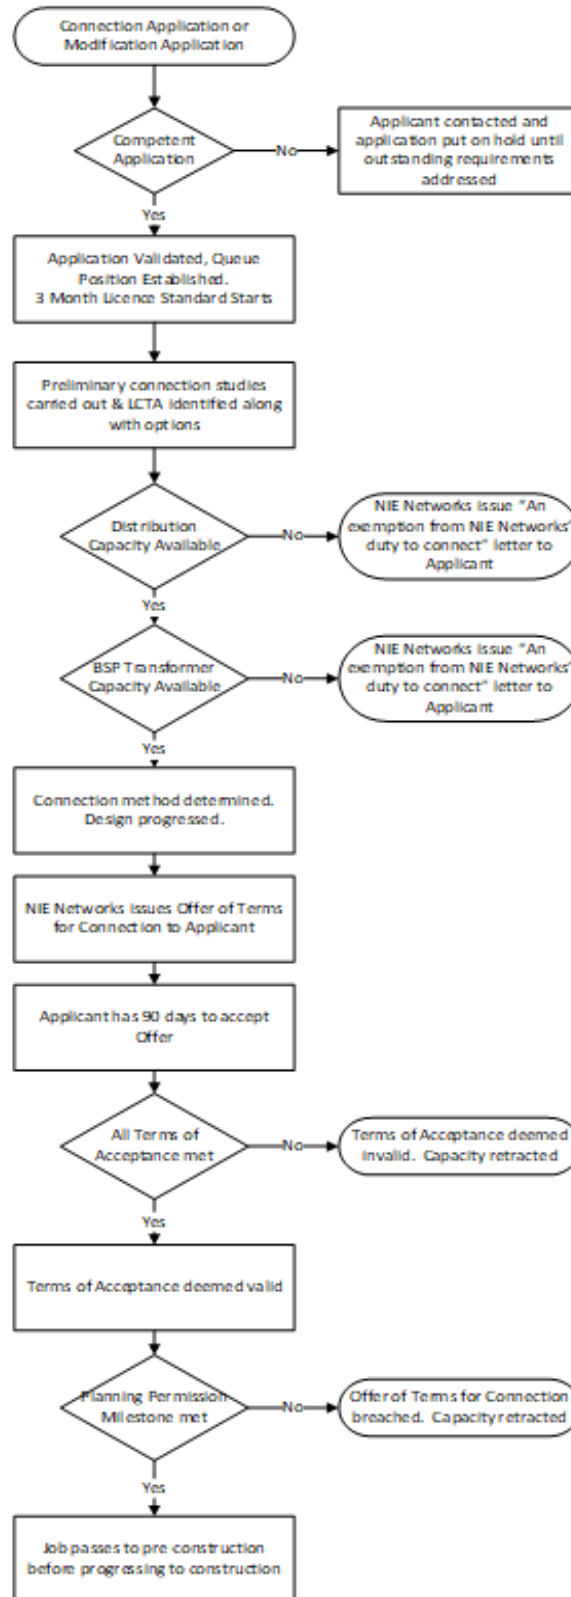 Connection Application or
Modification Application
Competent
Application
No
Applicant contacted and
application put on hold until
outstanding requirements
addressed
Yes
Application Validated, Queue
Position Established.
3 Month Licence Standard Starts
Preliminary connection studies
carried out & LCTA identified along
with options
Distribution
Capacity Available
No
NIE Networks issue "An
exemption from NIE Networks'
duty to connect" letter to
Applicant
Yes
BSP Transformer
Capacity Available
No
NIE Networks issue "An
exemption from NIE Networks'
duty to connect" letter to
Applicant
Yes
Connection method determined.
Design progressed.
NIE Networks issues Offer of Terms
for Connection to Applicant
Applicant has 90 days to accept
Offer
All Terms of
Acceptance met
No
Terms of Acceptance deemed
invalid. Capacity retracted
Yes
Terms of Acceptance deemed valid
Planning Permission
Milestone met
No
Offer of Terms for Connection
breached. Capacity retracted
Yes
Job passes to pre-construction
before progressing to construction